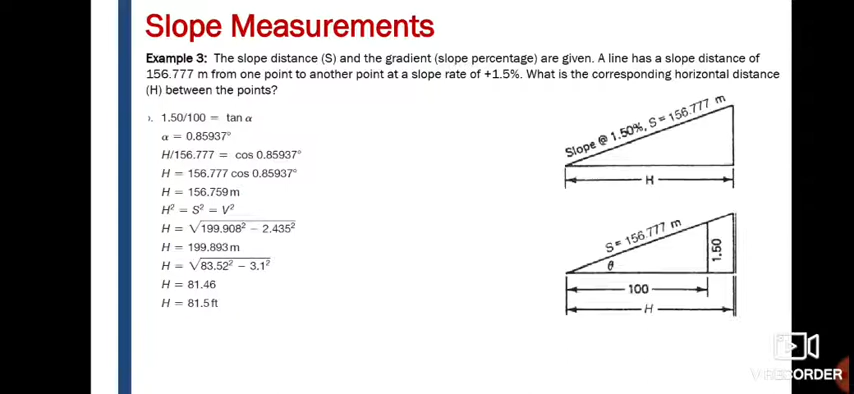 Slope Measurements
Example 3: The slope distance (S) and the gradient (slope percentage) are given. A line has a slope distance of
156.777 m from one point to another point at a slope rate of +1.5%. What is the corresponding horizontal distance
(H) between the points?
1.50/100 = tan α
α = 0.85937°
H/156.777 = cos 0.85937°
H = 156.777 cos 0.85937°
H = 156.759 m
H² = S² = V²
H = √199.908² − 2.435²
H = 199.893 m
H = √83.52² − 3.1²
H = 81.46
H = 81.5 ft
Slope @ 1.50%, S = 156.777 m
H
S = 156.777 m
θ
1.50
100
H
V RECORDER